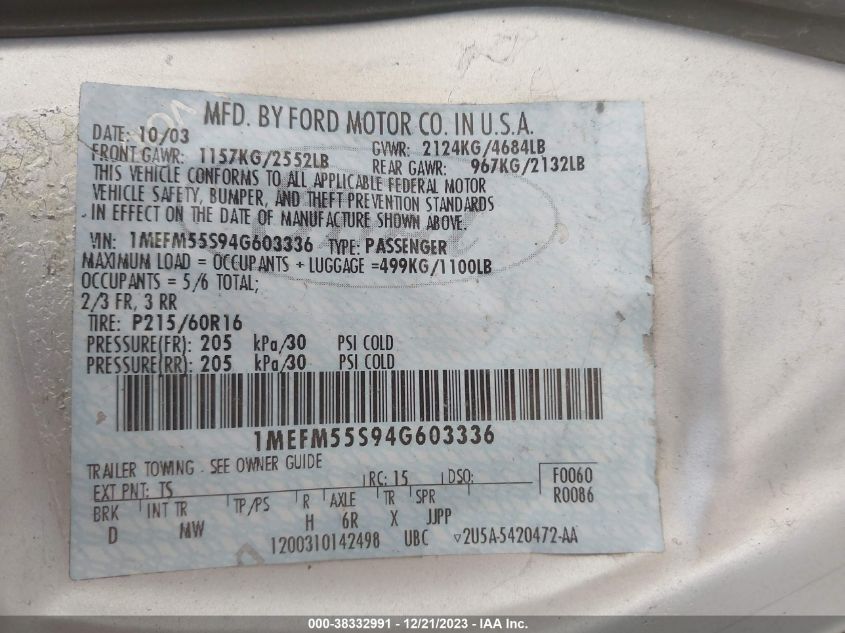 MFD. BY FORD MOTOR CO. IN U.S.A.
DATE: 10/03 GVWR: 2124KG/4684LB
FRONT GAWR: 1157KG/2552LB REAR GAWR: 967KG/2132LB
THIS VEHICLE CONFORMS TO ALL APPLICABLE FEDERAL MOTOR
VEHICLE SAFETY, BUMPER, AND THEFT PREVENTION STANDARDS
IN EFFECT ON THE DATE OF MANUFACTURE SHOWN ABOVE.
VIN: 1MEFM55S94G603336 TYPE: PASSENGER
MAXIMUM LOAD = OCCUPANTS + LUGGAGE =499KG/1100LB
OCCUPANTS = 5/6 TOTAL;
2/3 FR, 3 RR
TIRE: P215/60R16
PRESSURE(FR): 205 kPa/30 PSI COLD
PRESSURE(RR): 205 kPa/30 PSI COLD
1MEFM55S94G603336
TRAILER TOWING - SEE OWNER GUIDE
EXT PNT: TS RC: 15 DSO: F0060
BRK INT TR TP/PS R AXLE TR SPR R0086
D MW H 6R X JJPP
1200310142498 UBC ▽2U5A-5420472-AA
000-38332991 - 12/21/2023 - IAA Inc.